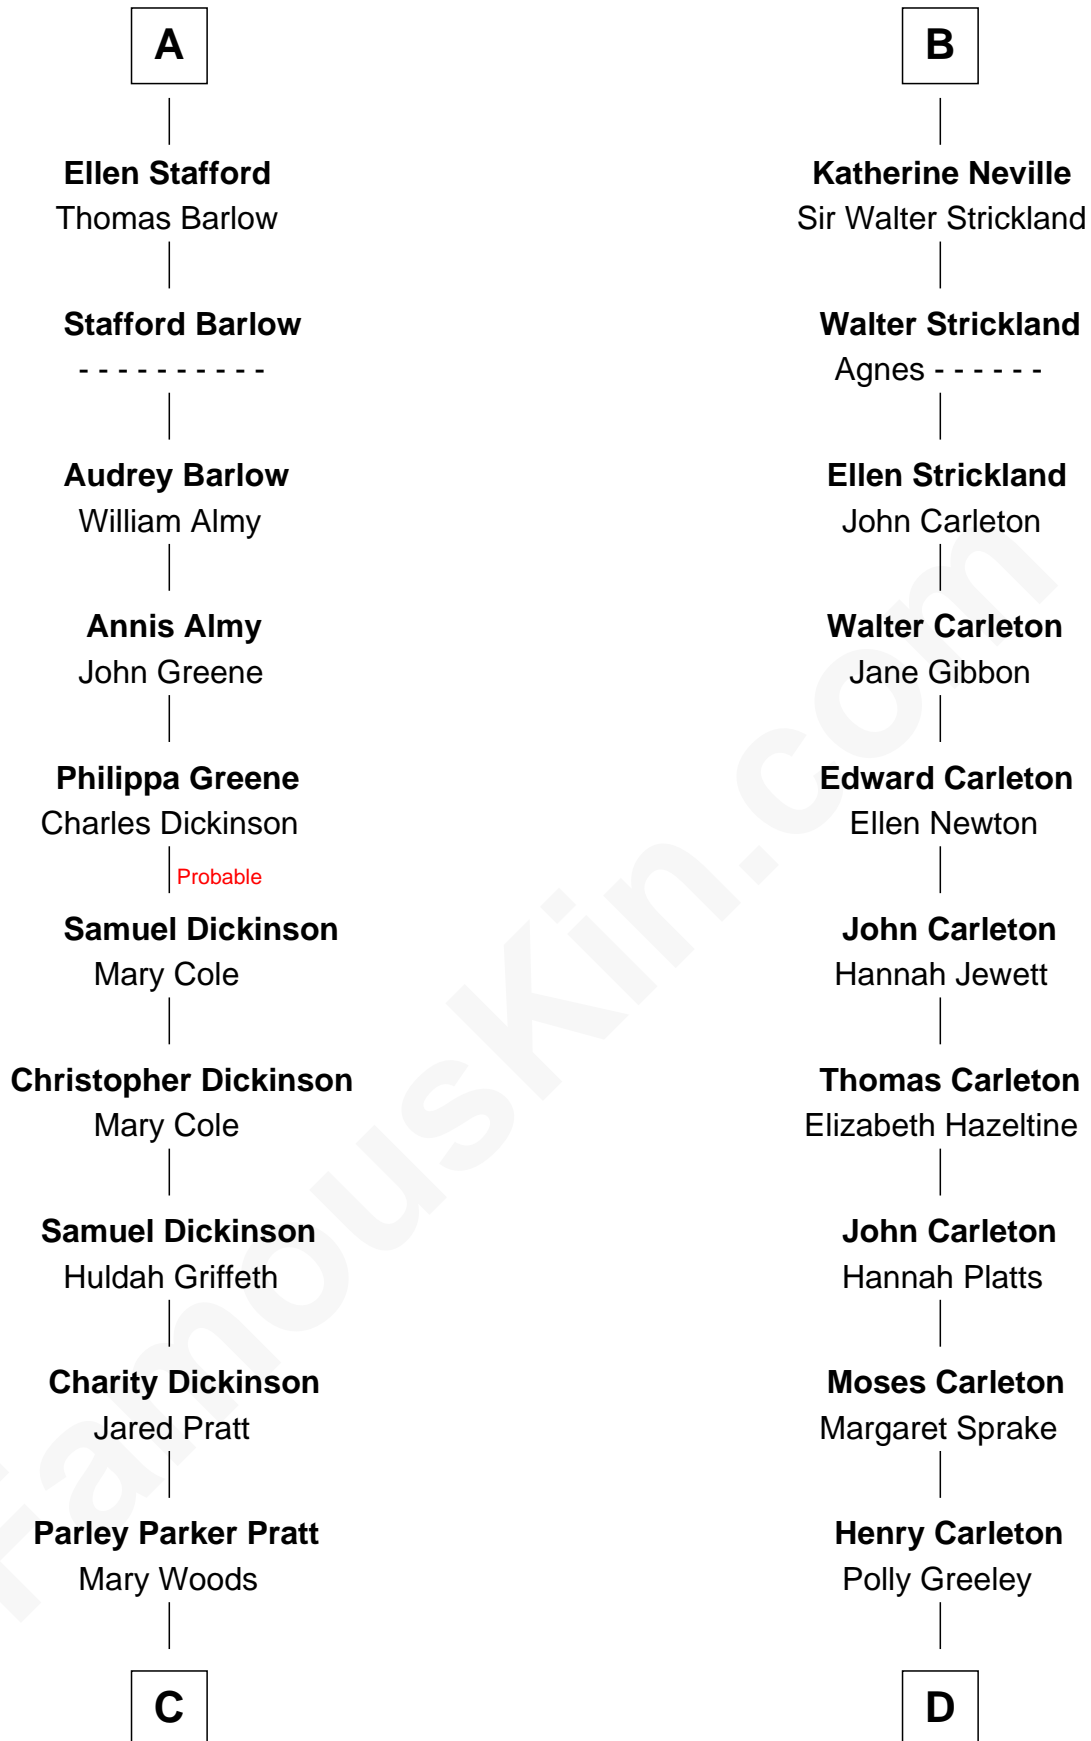 A
Ellen Stafford
Thomas Barlow
Stafford Barlow
- - - - - - - - - -
Audrey Barlow
William Almy
Annis Almy
John Greene
Philippa Greene
Charles Dickinson
Probable
Samuel Dickinson
Mary Cole
Christopher Dickinson
Mary Cole
Samuel Dickinson
Huldah Griffeth
Charity Dickinson
Jared Pratt
Parley Parker Pratt
Mary Woods
C
B
Katherine Neville
Sir Walter Strickland
Walter Strickland
Agnes - - - - - -
Ellen Strickland
John Carleton
Walter Carleton
Jane Gibbon
Edward Carleton
Ellen Newton
John Carleton
Hannah Jewett
Thomas Carleton
Elizabeth Hazeltine
John Carleton
Hannah Platts
Moses Carleton
Margaret Sprake
Henry Carleton
Polly Greeley
D
FamousKin.com